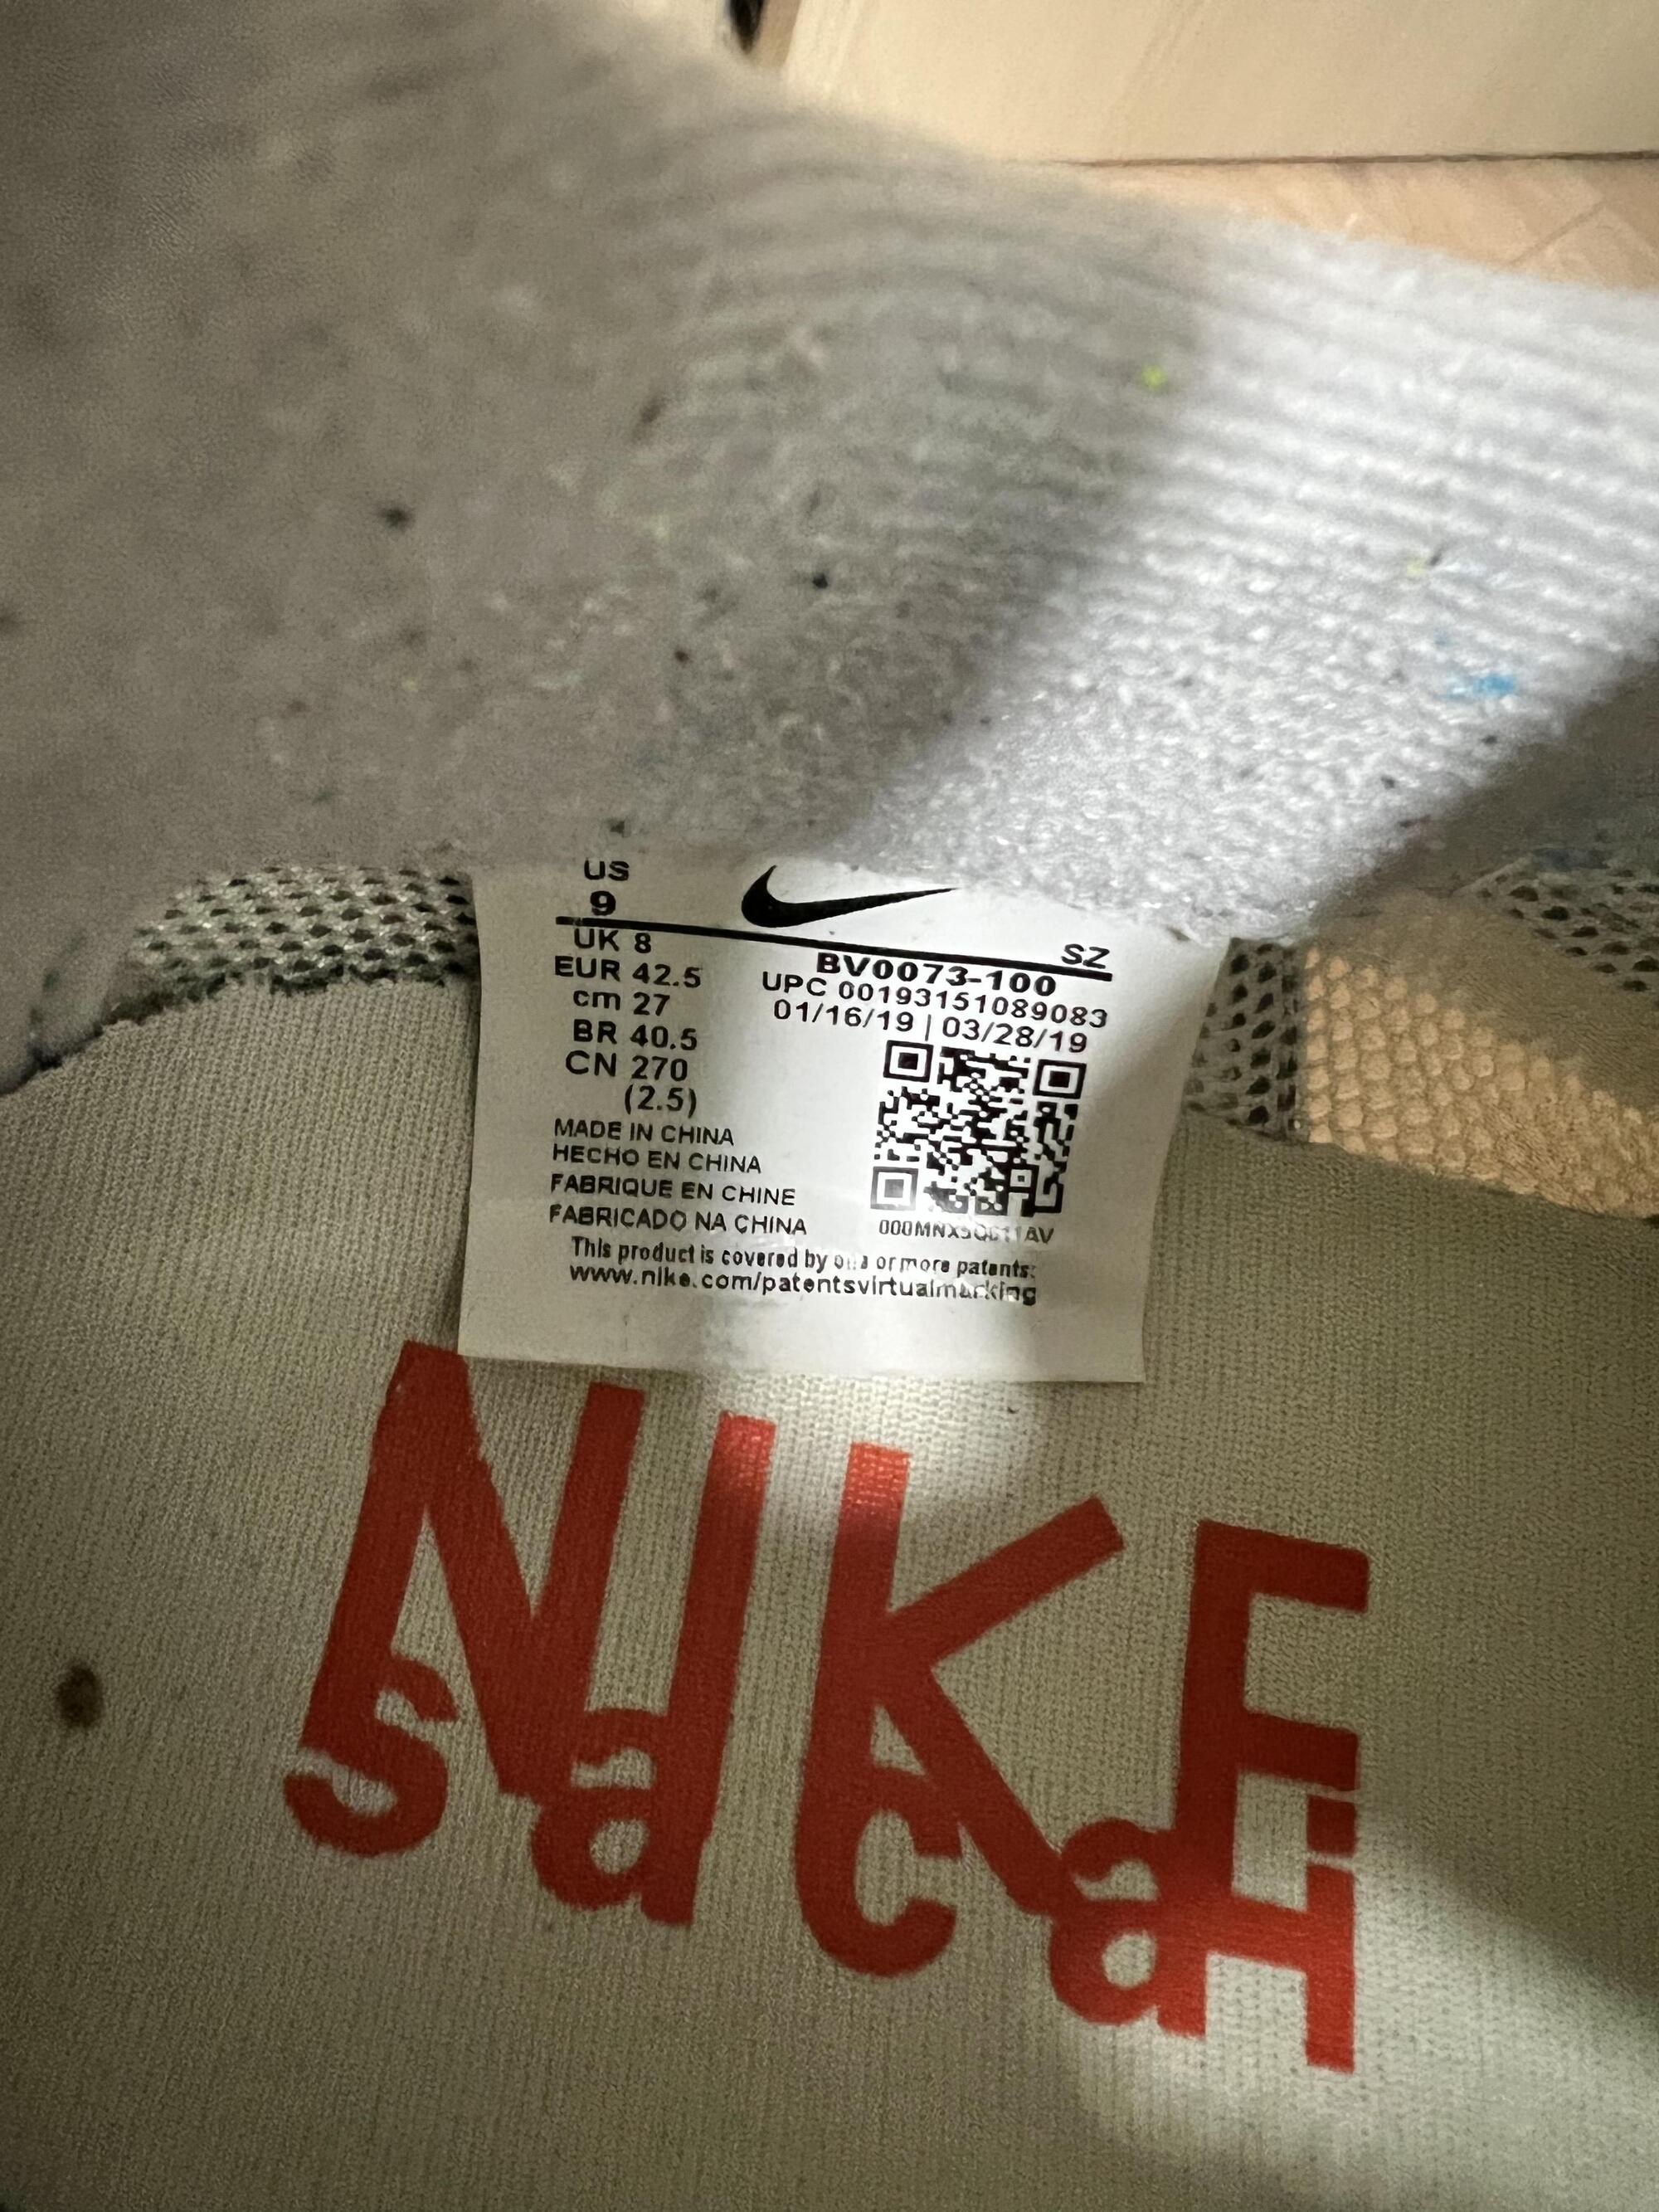 US
9
SZ
UK 8
EUR 42.5
cm 27
BR 40.5
CN 270
(2.5)
BV0073-100
UPC 00193151089083
01/16/19 | 03/28/19
MADE IN CHINA
HECHO EN CHINA
FABRIQUE EN CHINE
FABRICADO NA CHINA
This product is covered by one or more patents:
www.nike.com/patentsvirtualmarking
NIKE
sacai